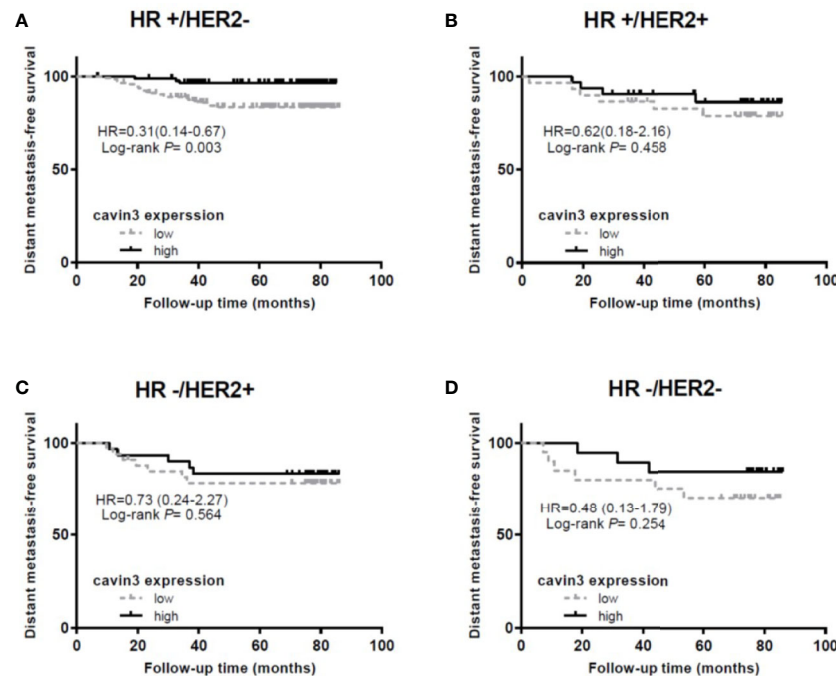 A
HR +/HER2-
Distant metastasis-free survival
100
50
0
HR=0.31(0.14-0.67)
Log-rank P= 0.003
cavin3 experssion
low
high
0 20 40 60 80 100
Follow-up time (months)
B
HR +/HER2+
Distant metastasis-free survival
100
50
0
HR=0.62(0.18-2.16)
Log-rank P= 0.458
cavin3 expression
low
high
0 20 40 60 80 100
Follow-up time (months)
C
HR -/HER2+
Distant metastasis-free survival
100
50
0
HR=0.73 (0.24-2.27)
Log-rank P= 0.564
cavin3 expression
low
high
0 20 40 60 80 100
Follow-up time (months)
D
HR -/HER2-
Distant metastasis-free survival
100
50
0
HR=0.48 (0.13-1.79)
Log-rank P= 0.254
cavin3 expression
low
high
0 20 40 60 80 100
Follow-up time (months)